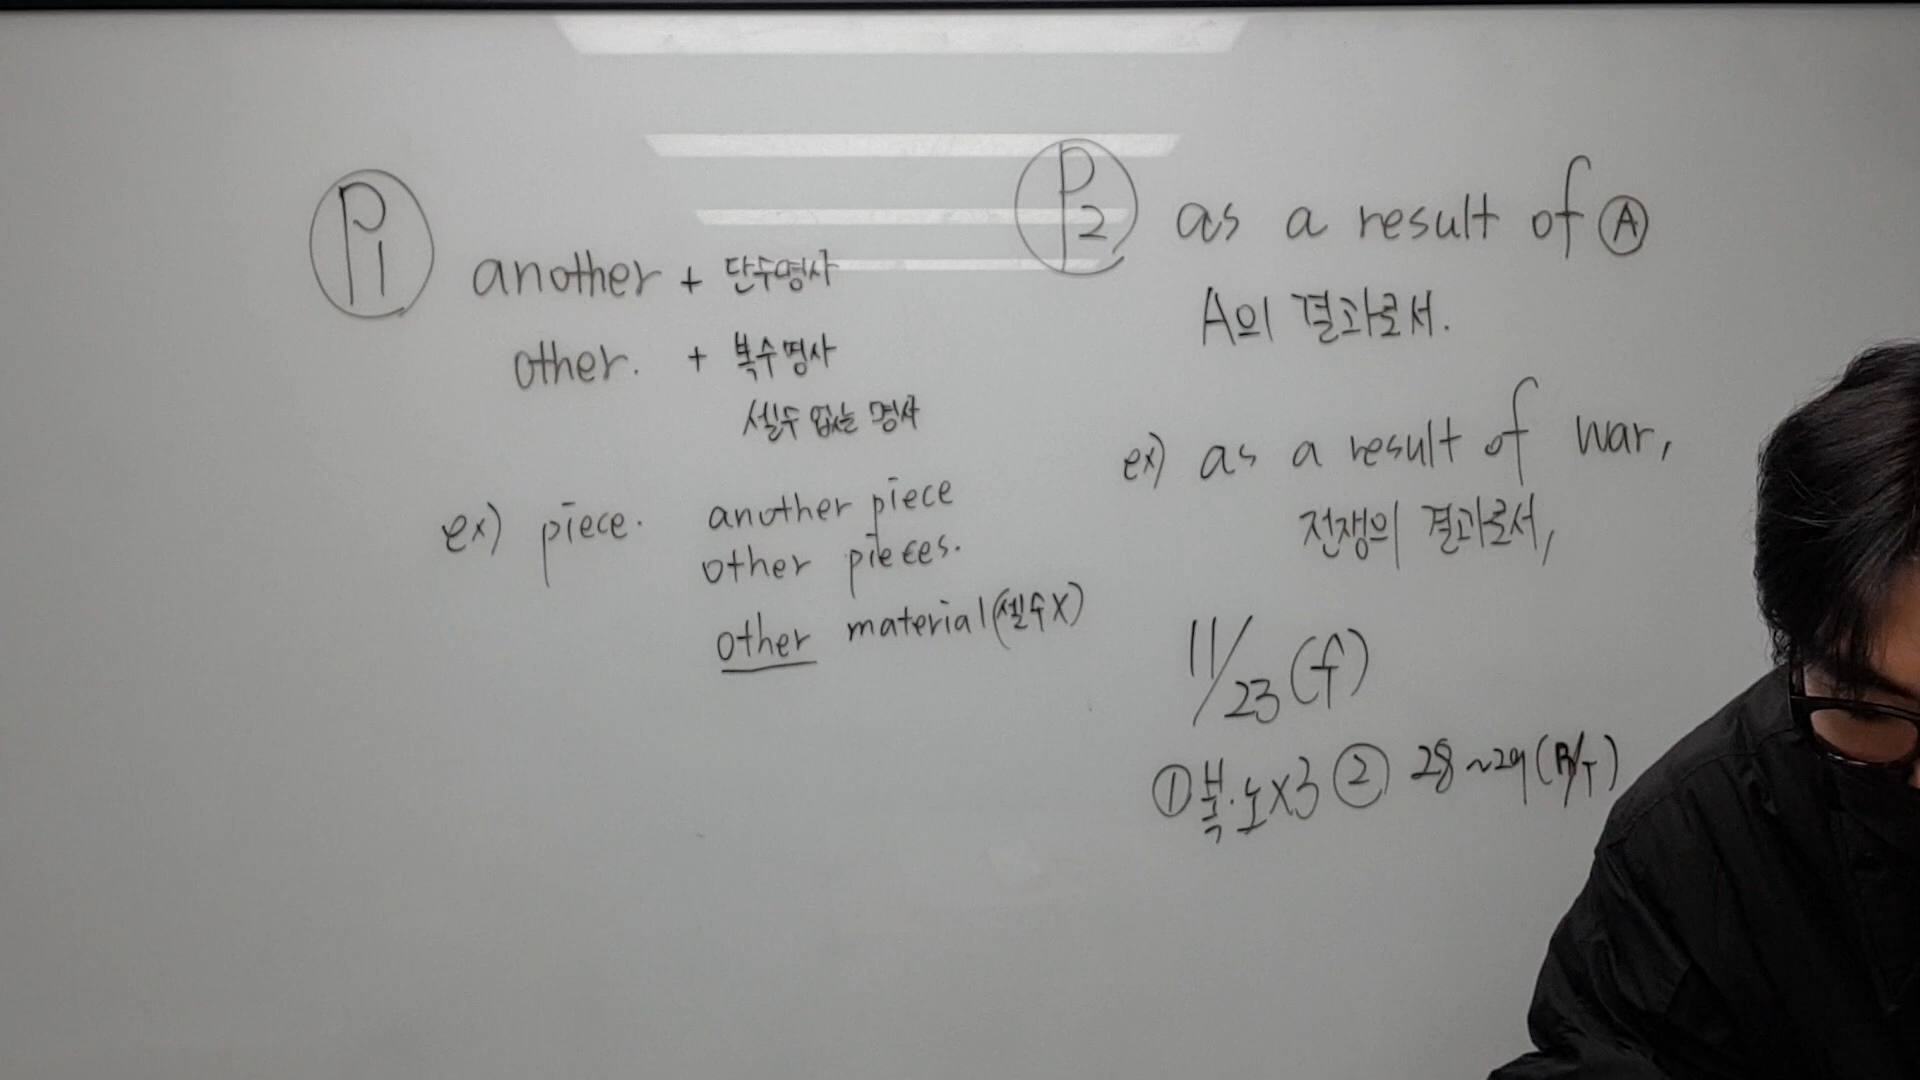 P1
another + 단수명사
other. + 복수명사
셀수 없는 명사
ex) piece. another piece
other pieces.
other material(셀수X)
P2
as a result of Ⓐ
A의 결과로서.
ex) as a result of war,
전쟁의 결과로서,
11/23(f)
① 복.노x3 ② 28~29(R/T)